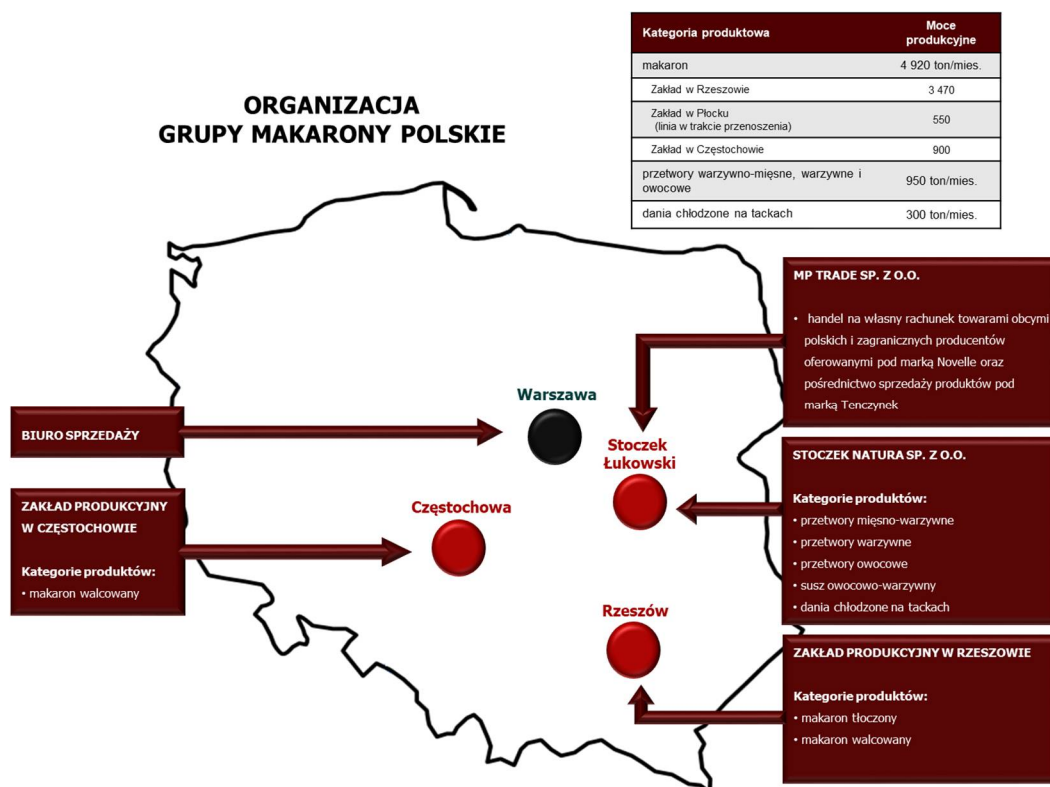 ORGANIZACJA
GRUPY MAKARONY POLSKIE
Kategoria produktowa
Moce
produkcyjne
makaron
4 920 ton/mies.
Zakład w Rzeszowie
3 470
Zakład w Płocku
(linia w trakcie przenoszenia)
550
Zakład w Częstochowie
900
przetwory warzywno-mięsne, warzywne i
owocowe
950 ton/mies.
dania chłodzone na tackach
300 ton/mies.
MP TRADE SP. Z O.O.
• handel na własny rachunek towarami obcymi
polskich i zagranicznych producentów
oferowanymi pod marką Novelle oraz
pośrednictwo sprzedaży produktów pod
marką Tenczynek
Warszawa
BIURO SPRZEDAŻY
Stoczek
Łukowski
STOCZEK NATURA SP. Z O.O.
Kategorie produktów:
• przetwory mięsno-warzywne
• przetwory warzywne
• przetwory owocowe
• susz owocowo-warzywny
• dania chłodzone na tackach
ZAKŁAD PRODUKCYJNY
W CZĘSTOCHOWIE
Kategorie produktów:
• makaron walcowany
Częstochowa
Rzeszów
ZAKŁAD PRODUKCYJNY W RZESZOWIE
Kategorie produktów:
• makaron tłoczony
• makaron walcowany